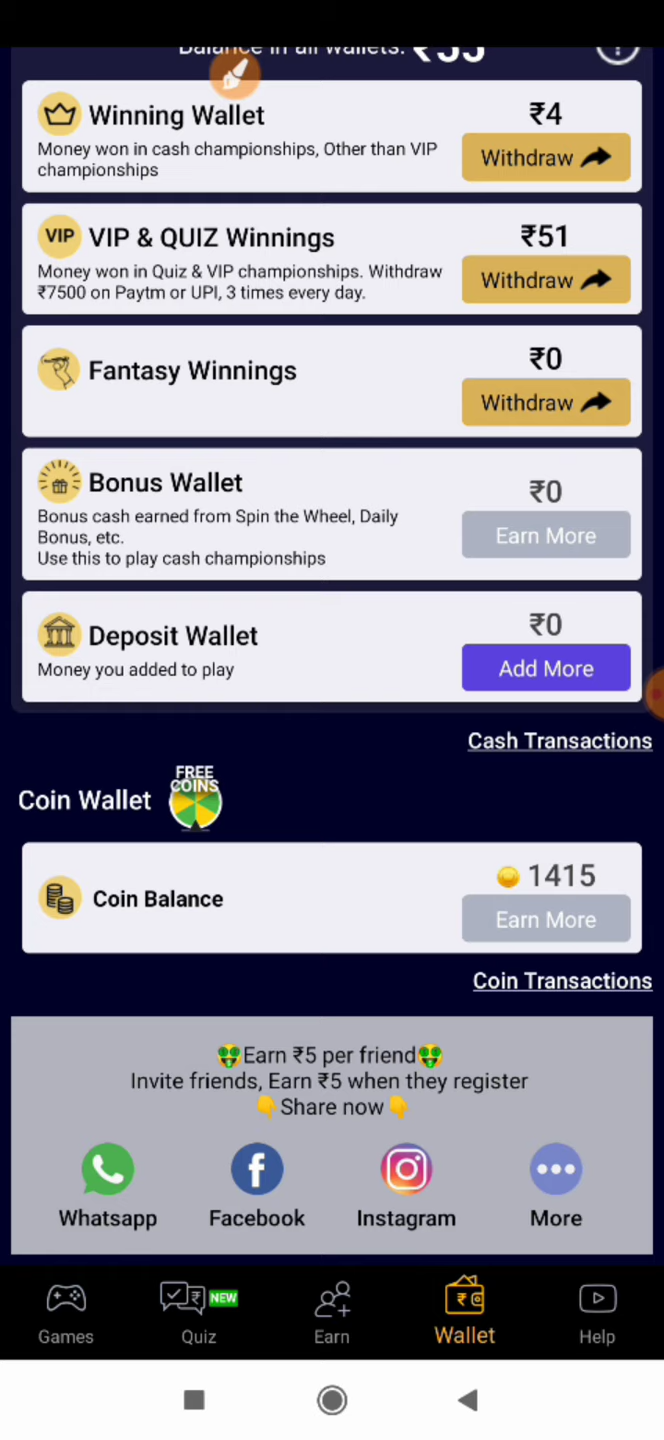 Balance in all wallets: ₹55
Winning Wallet
₹4
Money won in cash championships, Other than VIP
championships
Withdraw
VIP
VIP & QUIZ Winnings
₹51
Money won in Quiz & VIP championships. Withdraw
₹7500 on Paytm or UPI, 3 times every day.
Withdraw
Fantasy Winnings
₹0
Withdraw
Bonus Wallet
₹0
Bonus cash earned from Spin the Wheel, Daily
Bonus, etc.
Use this to play cash championships
Earn More
Deposit Wallet
₹0
Money you added to play
Add More
Cash Transactions
Coin Wallet
FREE
COINS
Coin Balance
1415
Earn More
Coin Transactions
🤑Earn ₹5 per friend🤑
Invite friends, Earn ₹5 when they register
👇Share now👇
Whatsapp
Facebook
Instagram
More
NEW
Games
Quiz
Earn
Wallet
Help